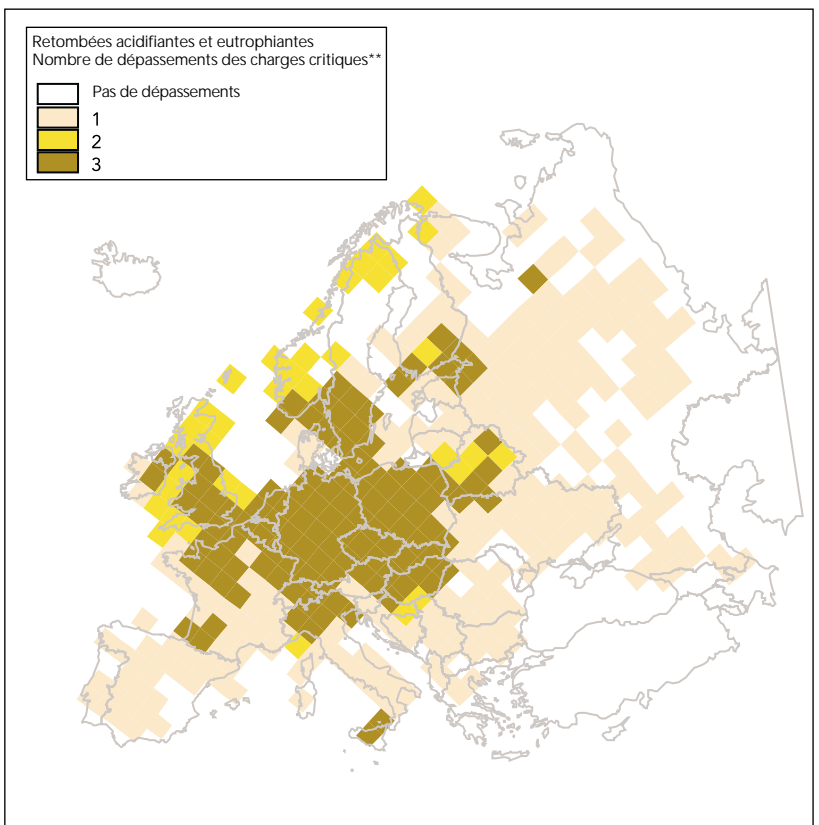 Retombées acidifiantes et eutrophiantes
Nombre de dépassements des charges critiques**
Pas de dépassements
1
2
3